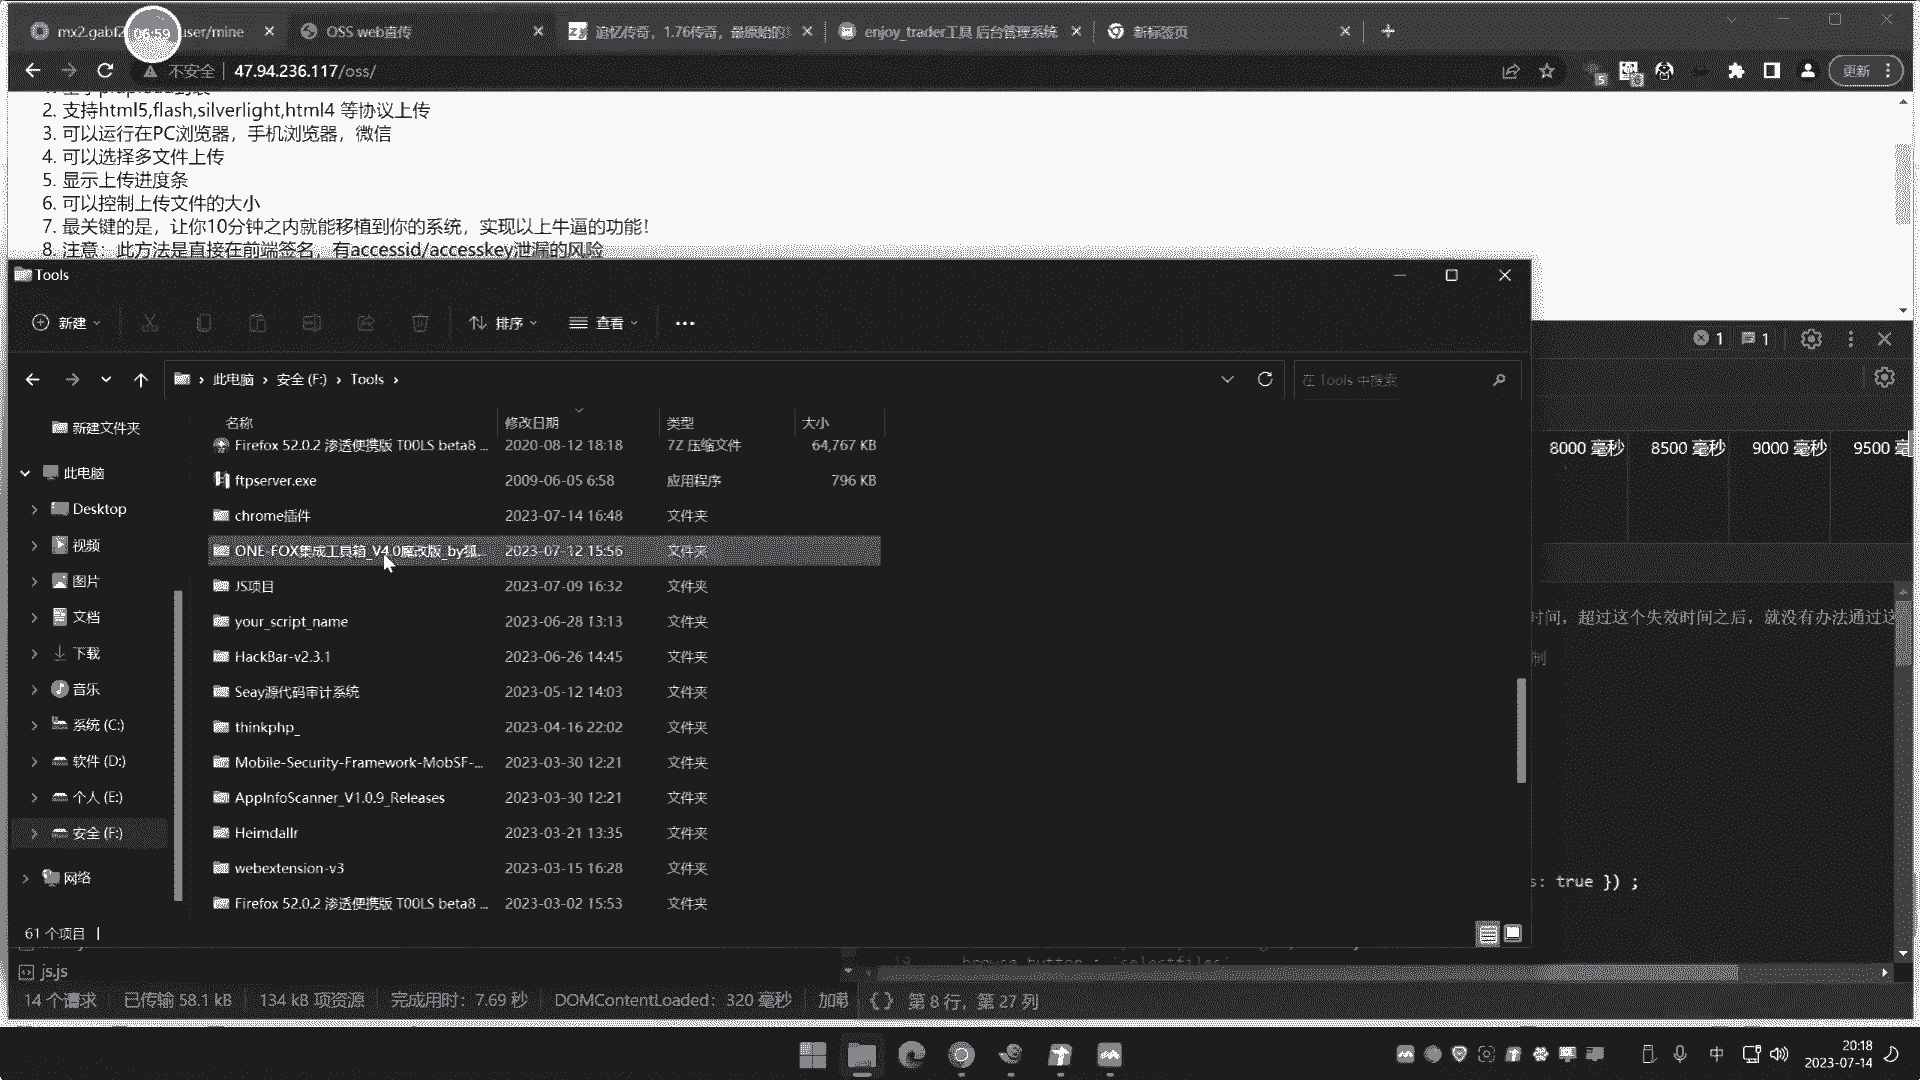 mx2.gabf2
user/mine
06:59
OSS web直传
追忆传奇，1.76传奇，最原始的
enjoy_trader工具 后台管理系统
新标签页
不安全
47.94.236.117/oss/
更新
2. 支持html5,flash,silverlight,html4 等协议上传
3. 可以运行在PC浏览器，手机浏览器，微信
4. 可以选择多文件上传
5. 显示上传进度条
6. 可以控制上传文件的大小
7. 最关键的是，让你10分钟之内就能移植到你的系统，实现以上牛逼的功能！
8. 注意：此方法是直接在前端签名，有accessid/accesskey泄漏的风险
Tools
新建
排序
查看
此电脑 › 安全 (F:) › Tools ›
在 Tools 中搜索
1 1
名称 修改日期 类型 大小
Firefox 52.0.2 渗透便携版 T00LS beta8 ... 2020-08-12 18:18 7Z 压缩文件 64,767 KB
ftpserver.exe 2009-06-05 6:58 应用程序 796 KB
chrome插件 2023-07-14 16:48 文件夹
ONE-FOX集成工具箱_V4.0魔改版_by狐... 2023-07-12 15:56 文件夹
JS项目 2023-07-09 16:32 文件夹
your_script_name 2023-06-28 13:13 文件夹
HackBar-v2.3.1 2023-06-26 14:45 文件夹
Seay源代码审计系统 2023-05-12 14:03 文件夹
thinkphp_ 2023-04-16 22:02 文件夹
Mobile-Security-Framework-MobSF-... 2023-03-30 12:21 文件夹
AppInfoScanner_V1.0.9_Releases 2023-03-30 12:21 文件夹
Heimdallr 2023-03-21 13:35 文件夹
webextension-v3 2023-03-15 16:28 文件夹
Firefox 52.0.2 渗透便携版 T00LS beta8 ... 2023-03-02 15:53 文件夹
新建文件夹
此电脑
Desktop
视频
图片
文档
下载
音乐
系统 (C:)
软件 (D:)
个人 (E:)
安全 (F:)
网络
61 个项目
8000 毫秒 8500 毫秒 9000 毫秒 9500 毫
时间，超过这个失效时间之后，就没有办法通过这
制
s: true }) ;
19 browse_button : 'selectfiles'
js.js
14 个请求 已传输 58.1 kB 134 kB 项资源 完成用时：7.69 秒 DOMContentLoaded：320 毫秒 加载
{ } 第 8 行，第 27 列
中
20:18
2023-07-14